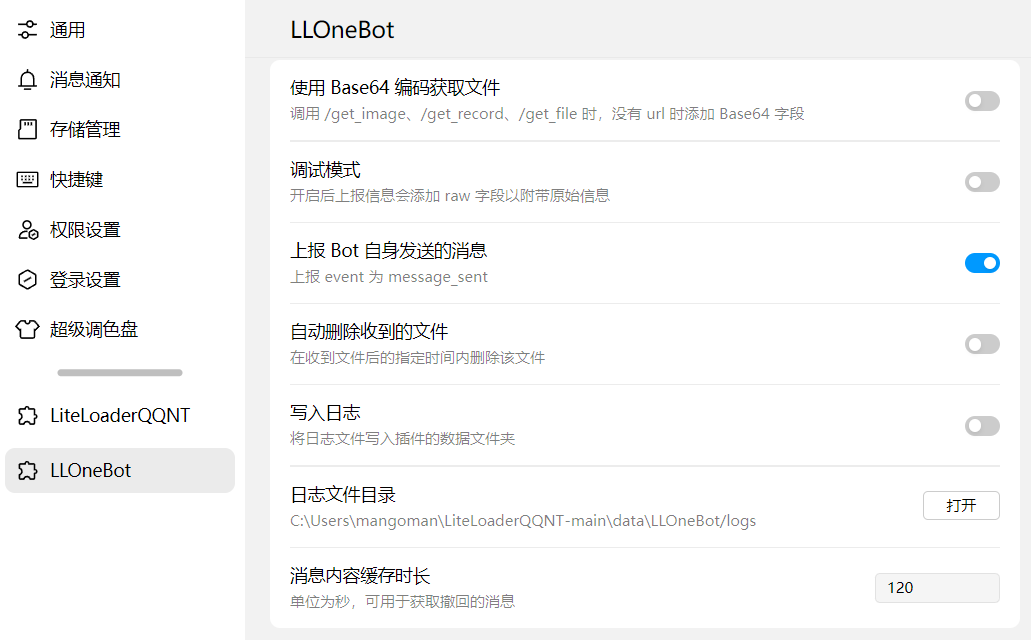 通用
消息通知
存储管理
快捷键
权限设置
登录设置
超级调色盘
LiteLoaderQQNT
LLOneBot
LLOneBot
使用 Base64 编码获取文件
调用 /get_image、/get_record、/get_file 时，没有 url 时添加 Base64 字段
调试模式
开启后上报信息会添加 raw 字段以附带原始信息
上报 Bot 自身发送的消息
上报 event 为 message_sent
自动删除收到的文件
在收到文件后的指定时间内删除该文件
写入日志
将日志文件写入插件的数据文件夹
日志文件目录
C:\Users\mangoman\LiteLoaderQQNT-main\data\LLOneBot/logs
打开
消息内容缓存时长
单位为秒，可用于获取撤回的消息
120